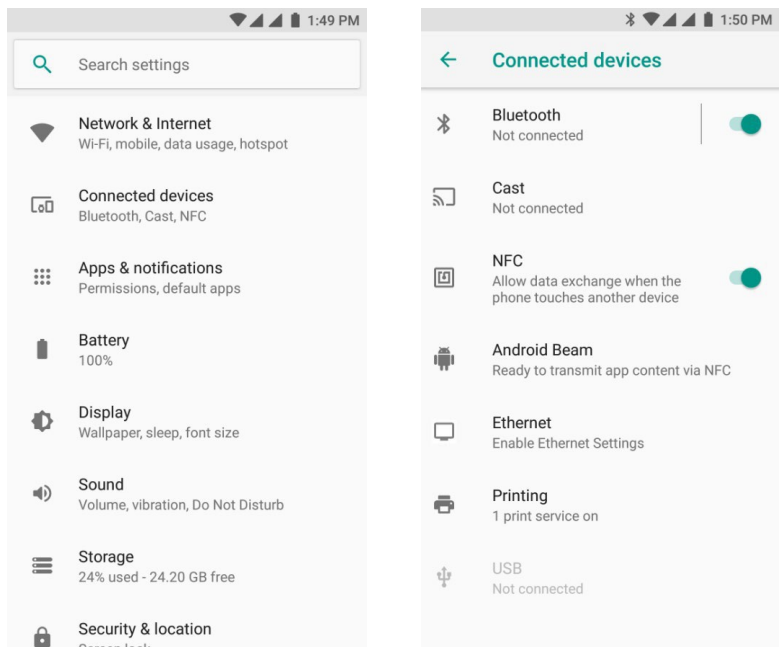 1:49 PM
Search settings
Network & Internet
Wi-Fi, mobile, data usage, hotspot
Connected devices
Bluetooth, Cast, NFC
Apps & notifications
Permissions, default apps
Battery
100%
Display
Wallpaper, sleep, font size
Sound
Volume, vibration, Do Not Disturb
Storage
24% used - 24.20 GB free
Security & location
1:50 PM
Connected devices
Bluetooth
Not connected
Cast
Not connected
NFC
Allow data exchange when the
phone touches another device
Android Beam
Ready to transmit app content via NFC
Ethernet
Enable Ethernet Settings
Printing
1 print service on
USB
Not connected